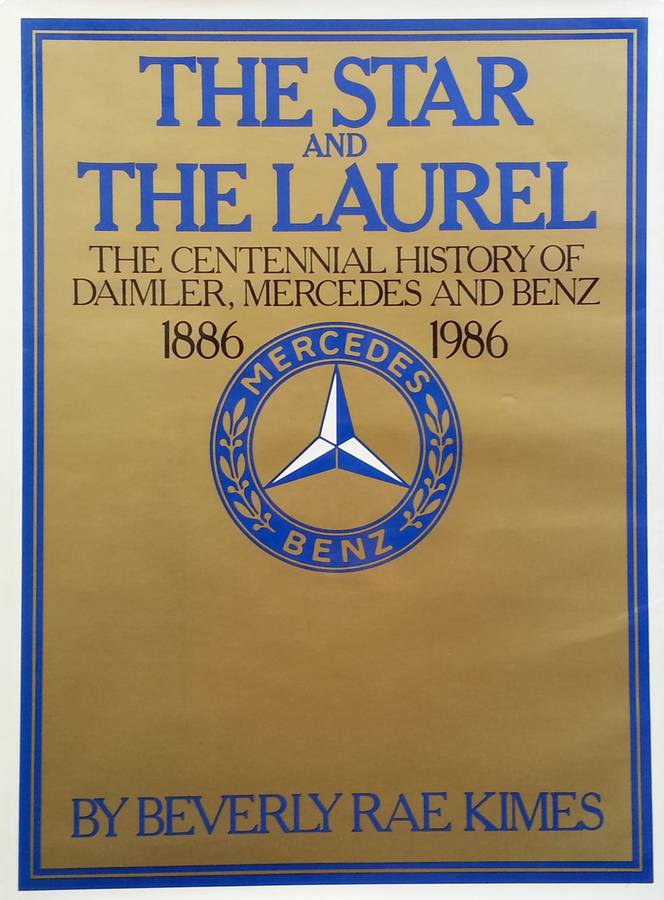 THE STAR
AND
THE LAUREL
THE CENTENNIAL HISTORY OF
DAIMLER, MERCEDES AND BENZ
1886 1986
MERCEDES
BENZ
BY BEVERLY RAE KIMES